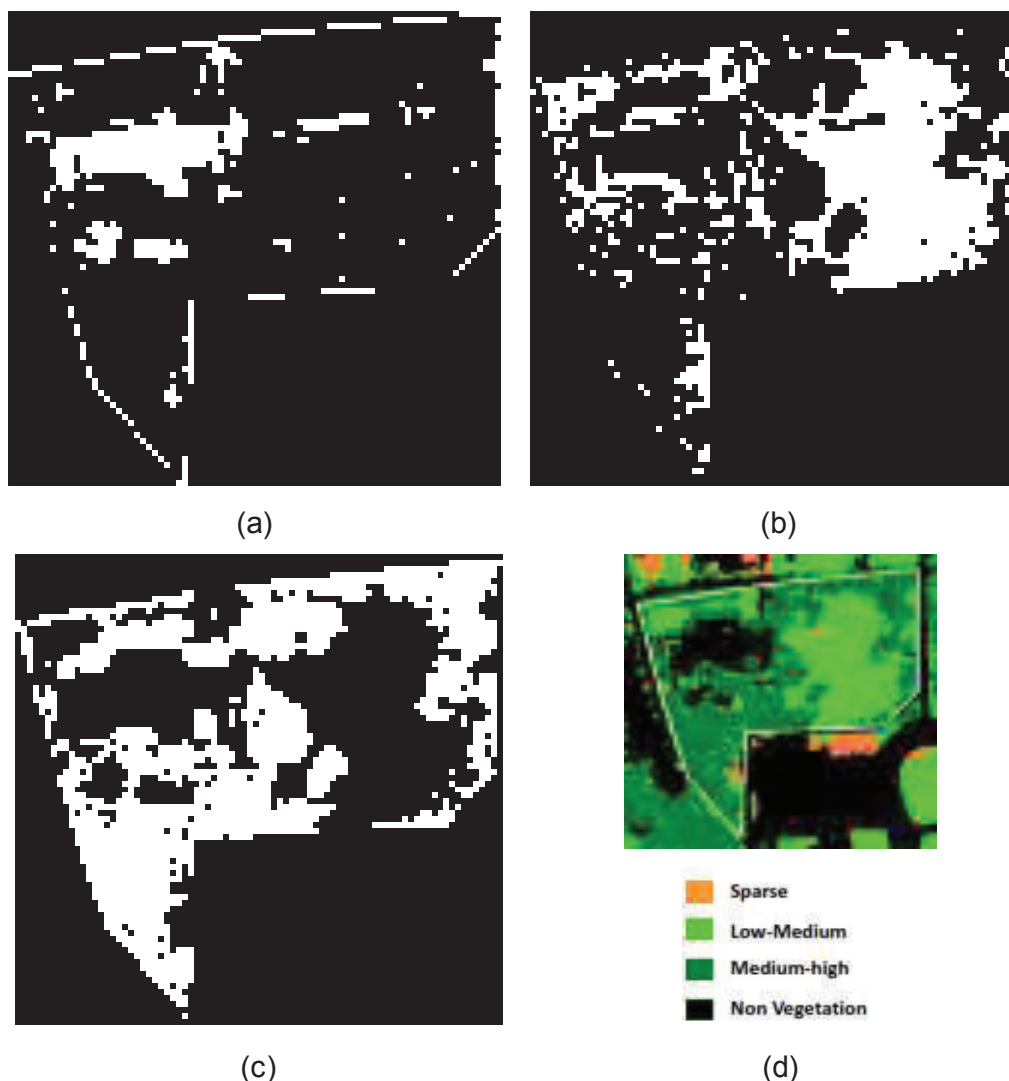 (a)
(b)
Sparse
Low-Medium
Medium-high
Non Vegetation
(c)
(d)